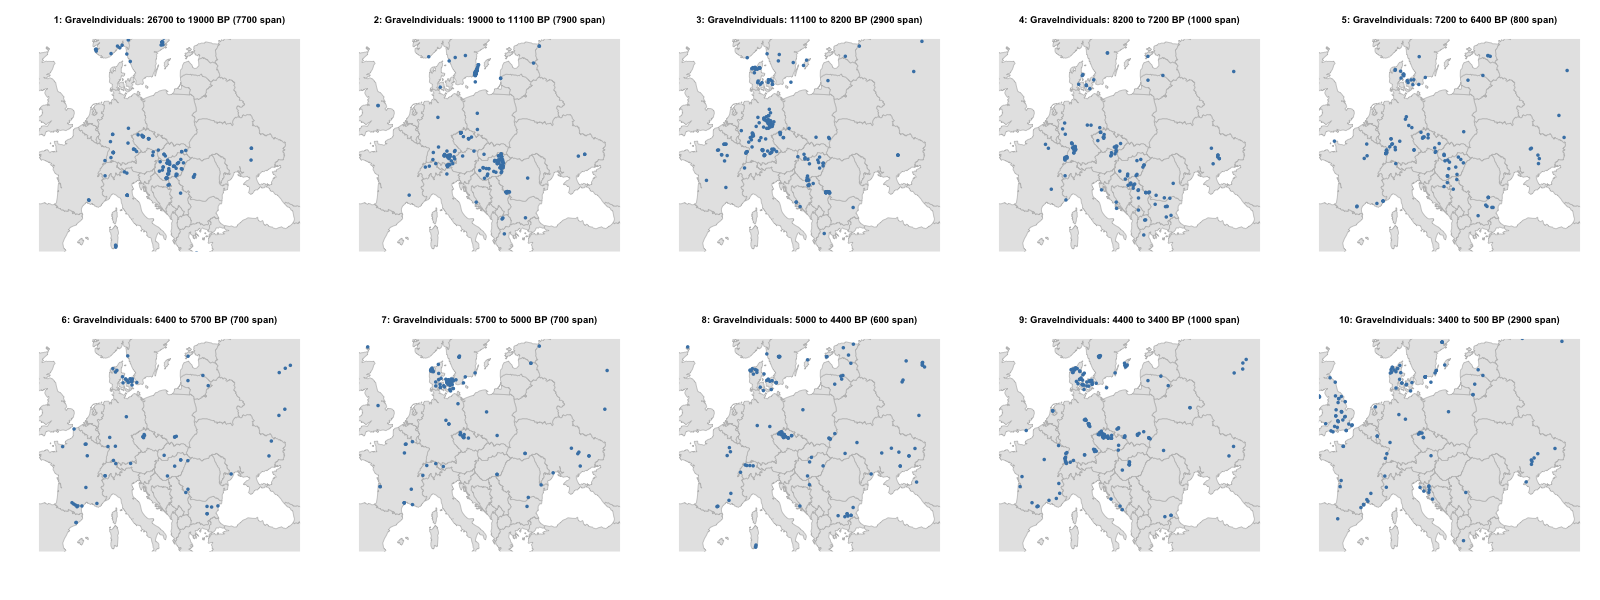 1: GraveIndividuals: 26700 to 19000 BP (7700 span)
2: GraveIndividuals: 19000 to 11100 BP (7900 span)
3: GraveIndividuals: 11100 to 8200 BP (2900 span)
4: GraveIndividuals: 8200 to 7200 BP (1000 span)
5: GraveIndividuals: 7200 to 6400 BP (800 span)
6: GraveIndividuals: 6400 to 5700 BP (700 span)
7: GraveIndividuals: 5700 to 5000 BP (700 span)
8: GraveIndividuals: 5000 to 4400 BP (600 span)
9: GraveIndividuals: 4400 to 3400 BP (1000 span)
10: GraveIndividuals: 3400 to 500 BP (2900 span)